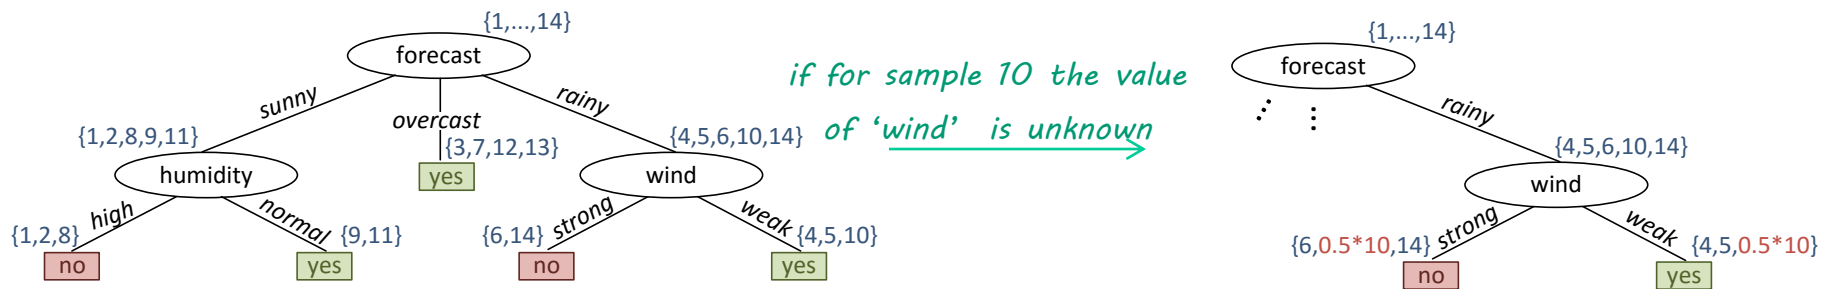 {1,...,14}
forecast
sunny
overcast
rainy
{1,2,8,9,11}
{3,7,12,13}
{4,5,6,10,14}
humidity
yes
wind
high
normal
strong
weak
{1,2,8}
{9,11}
{6,14}
{4,5,10}
no
yes
no
yes
if for sample 10 the value
of ‘wind’ is unknown
{1,...,14}
forecast
rainy
{4,5,6,10,14}
wind
strong
weak
{6,0.5*10,14}
{4,5,0.5*10}
no
yes